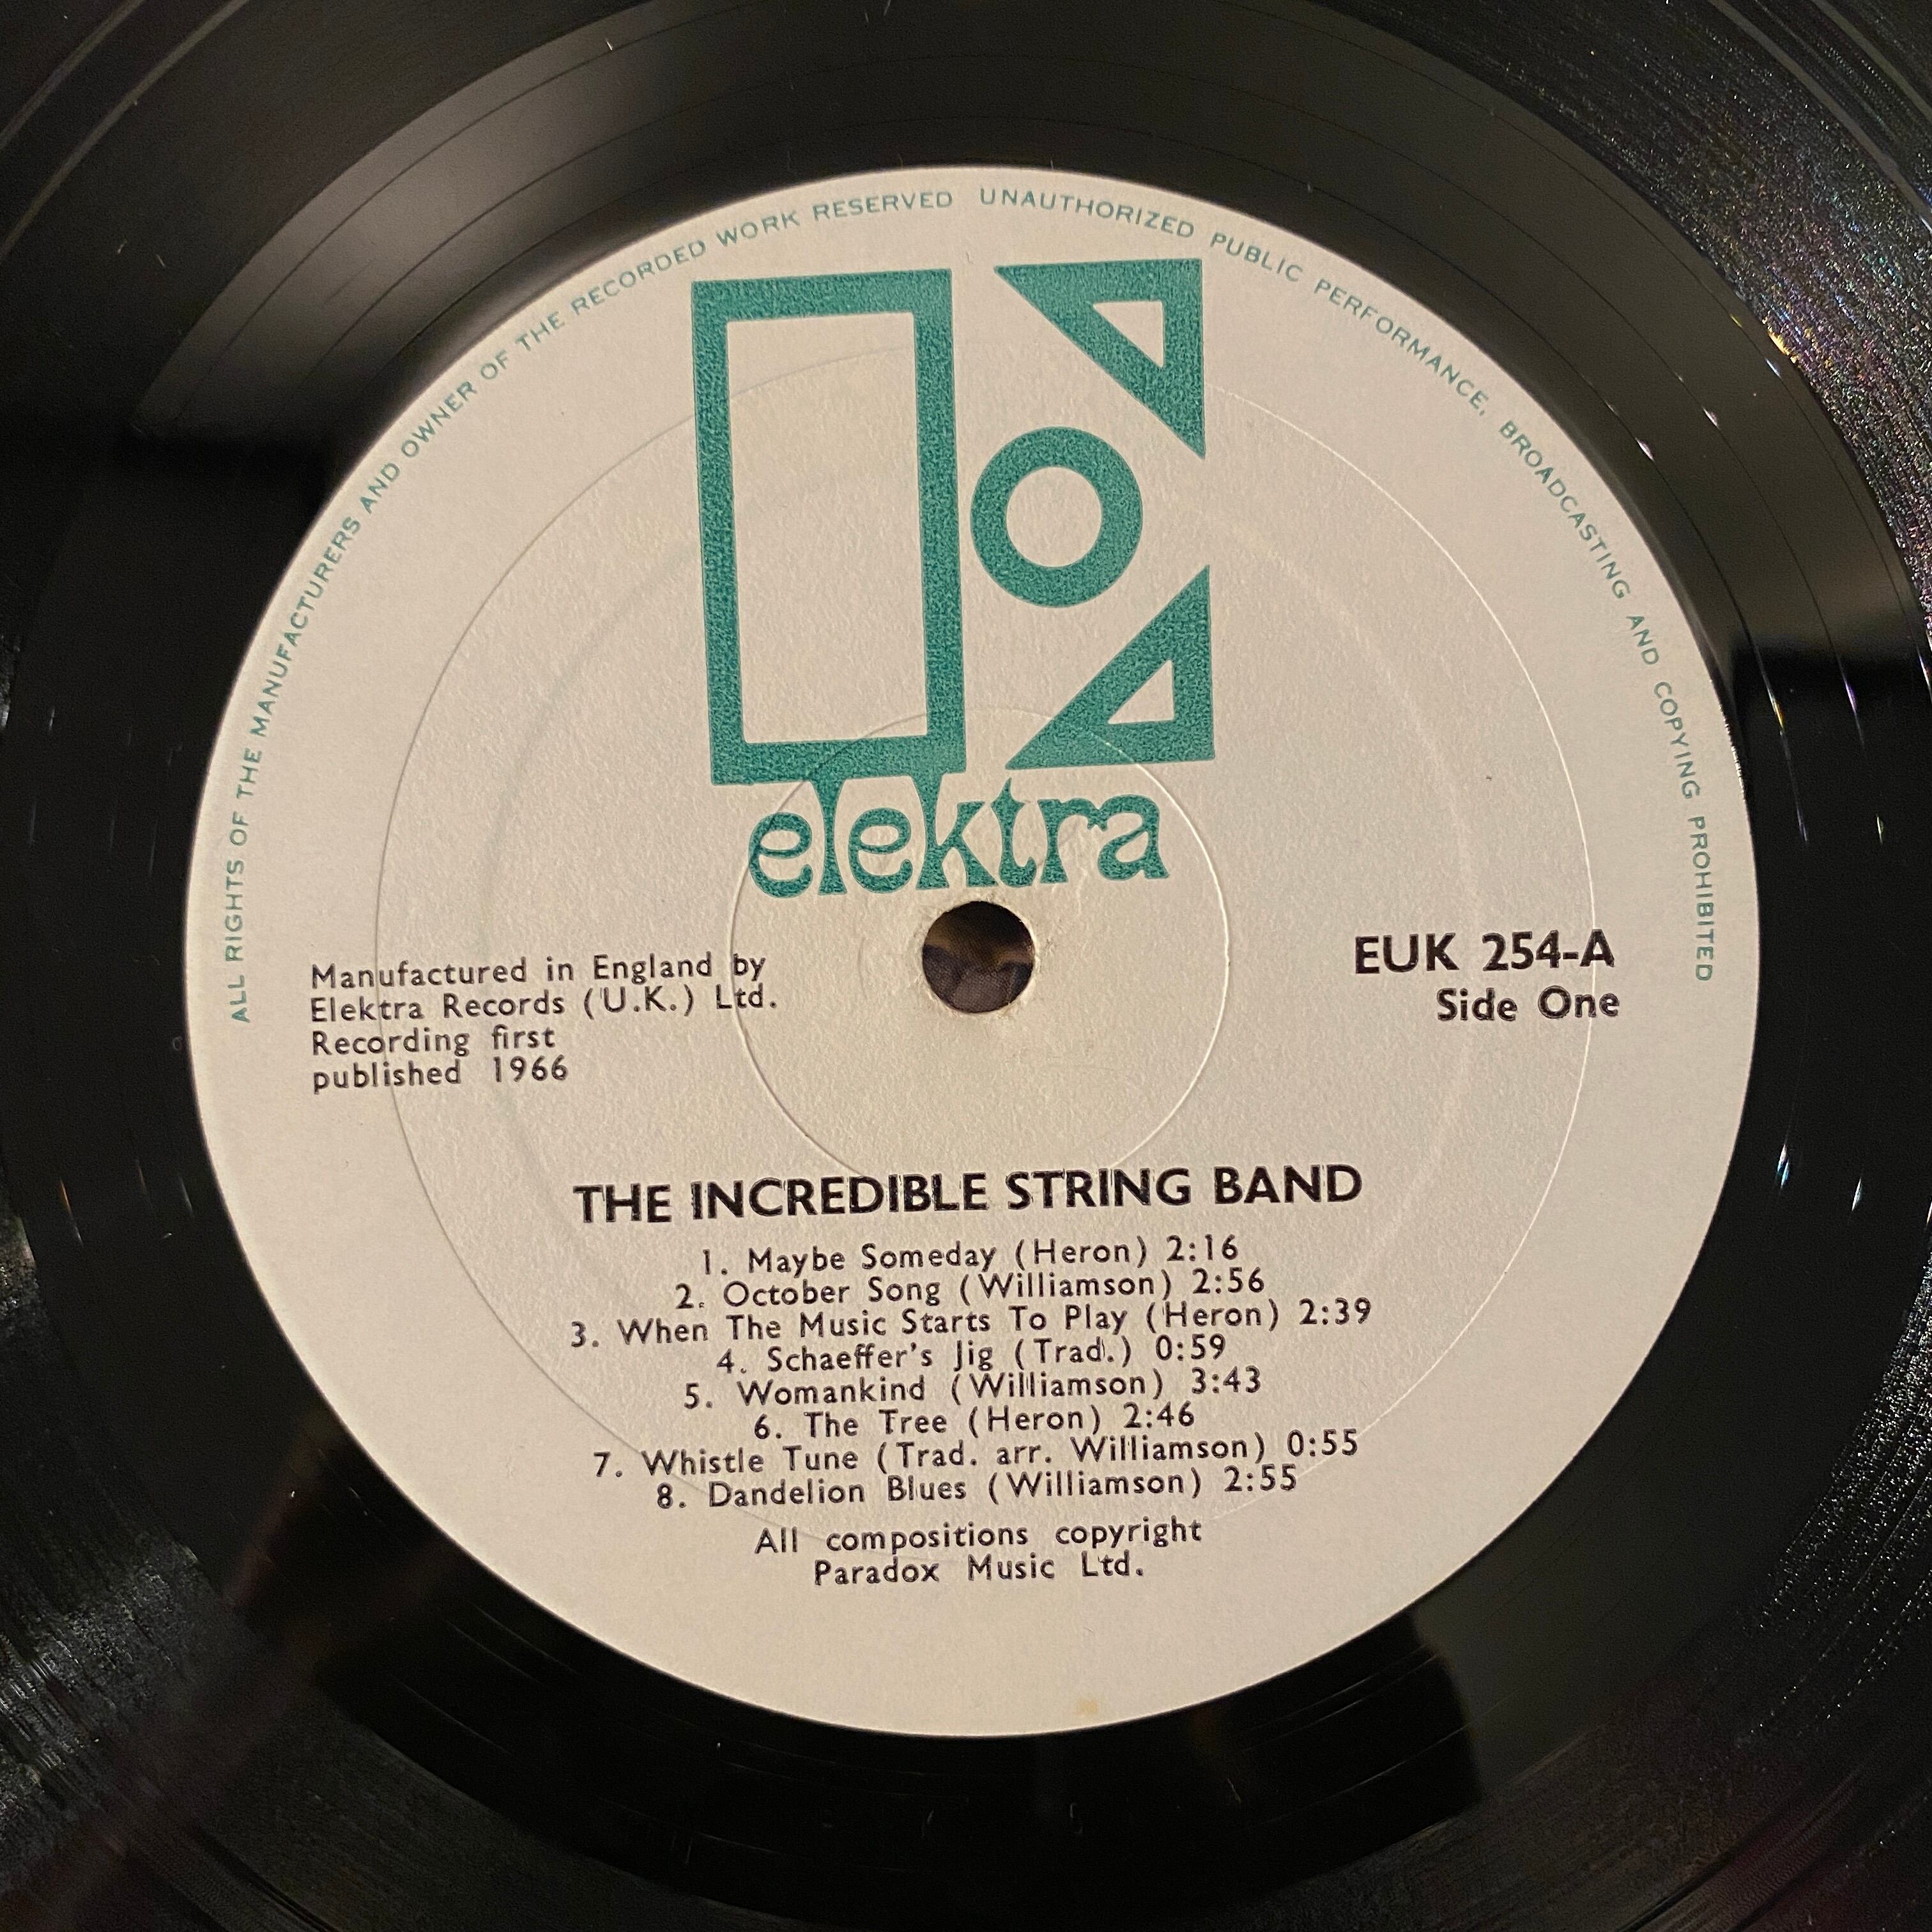 ALL RIGHTS OF THE MANUFACTURERS AND OWNER OF THE RECORDED WORK RESERVED UNAUTHORIZED PUBLIC PERFORMANCE, BROADCASTING AND COPYING PROHIBITED
elektra
Manufactured in England by
Elektra Records (U.K.) Ltd.
Recording first
published 1966
EUK 254-A
Side One
THE INCREDIBLE STRING BAND
1. Maybe Someday (Heron) 2:16
2. October Song (Williamson) 2:56
3. When The Music Starts To Play (Heron) 2:39
4. Schaeffer's Jig (Trad.) 0:59
5. Womankind (Williamson) 3:43
6. The Tree (Heron) 2:46
7. Whistle Tune (Trad. arr. Williamson) 0:55
8. Dandelion Blues (Williamson) 2:55
All compositions copyright
Paradox Music Ltd.